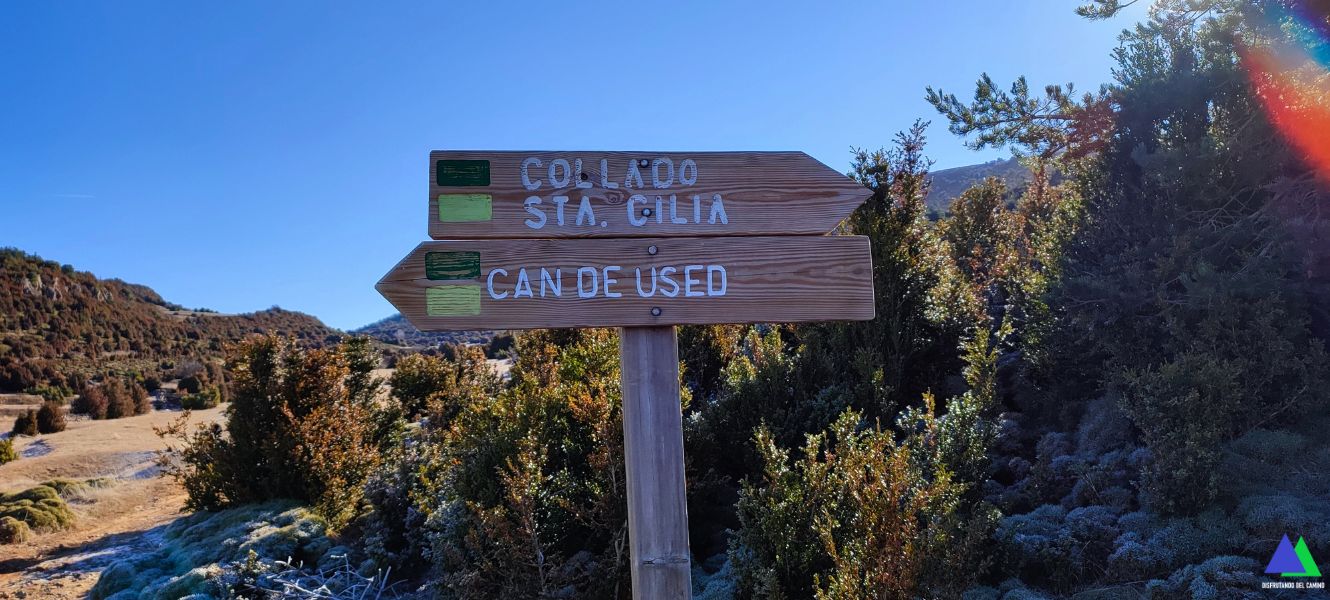 COLLADO
STA. CILIA
CAN DE USED
DISFRUTANDO DEL CAMINO